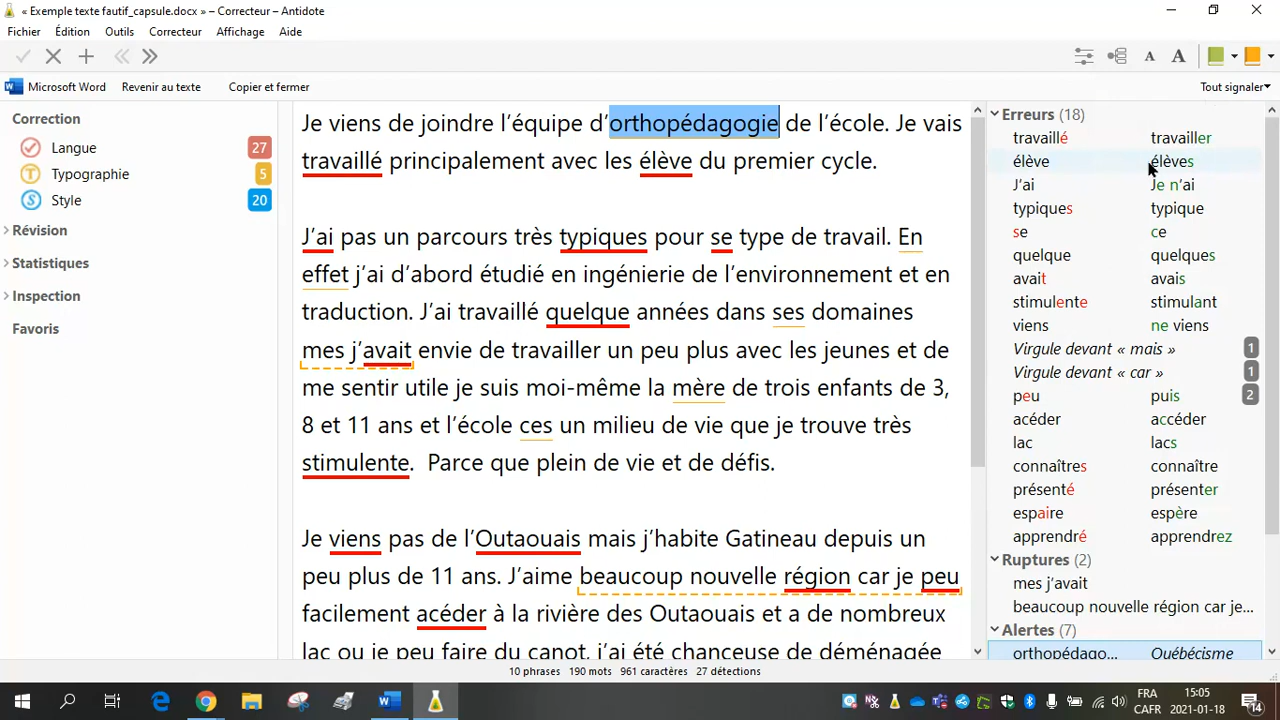 « Exemple texte fautif_capsule.docx » – Correcteur – Antidote
Fichier Édition Outils Correcteur Affichage Aide
A A
Microsoft Word Revenir au texte Copier et fermer Tout signaler
Correction
Langue 27
Typographie 5
Style 20
Révision
Statistiques
Inspection
Favoris
Je viens de joindre l’équipe d’orthopédagogie de l’école. Je vais
travaillé principalement avec les élève du premier cycle.
J’ai pas un parcours très typiques pour se type de travail. En
effet j’ai d’abord étudié en ingénierie de l’environnement et en
traduction. J’ai travaillé quelque années dans ses domaines
mes j’avait envie de travailler un peu plus avec les jeunes et de
me sentir utile je suis moi-même la mère de trois enfants de 3,
8 et 11 ans et l’école ces un milieu de vie que je trouve très
stimulente.  Parce que plein de vie et de défis.
Je viens pas de l’Outaouais mais j’habite Gatineau depuis un
peu plus de 11 ans. J’aime beaucoup nouvelle région car je peu
facilement acéder à la rivière des Outaouais et a de nombreux
lac ou je peu faire du canot. j’ai été chanceuse de déménagée
Erreurs (18)
travaillé travailler
élève élèves
J’ai Je n’ai
typiques typique
se ce
quelque quelques
avait avais
stimulente stimulant
viens ne viens
Virgule devant « mais » 1
Virgule devant « car » 1
peu puis 2
acéder accéder
lac lacs
connaîtres connaître
présenté présenter
espaire espère
apprendré apprendrez
Ruptures (2)
mes j’avait
beaucoup nouvelle région car je...
Alertes (7)
orthopédago... Québécisme
10 phrases 190 mots 961 caractères 27 détections
FRA
CAFR
15:05
2021-01-18
14